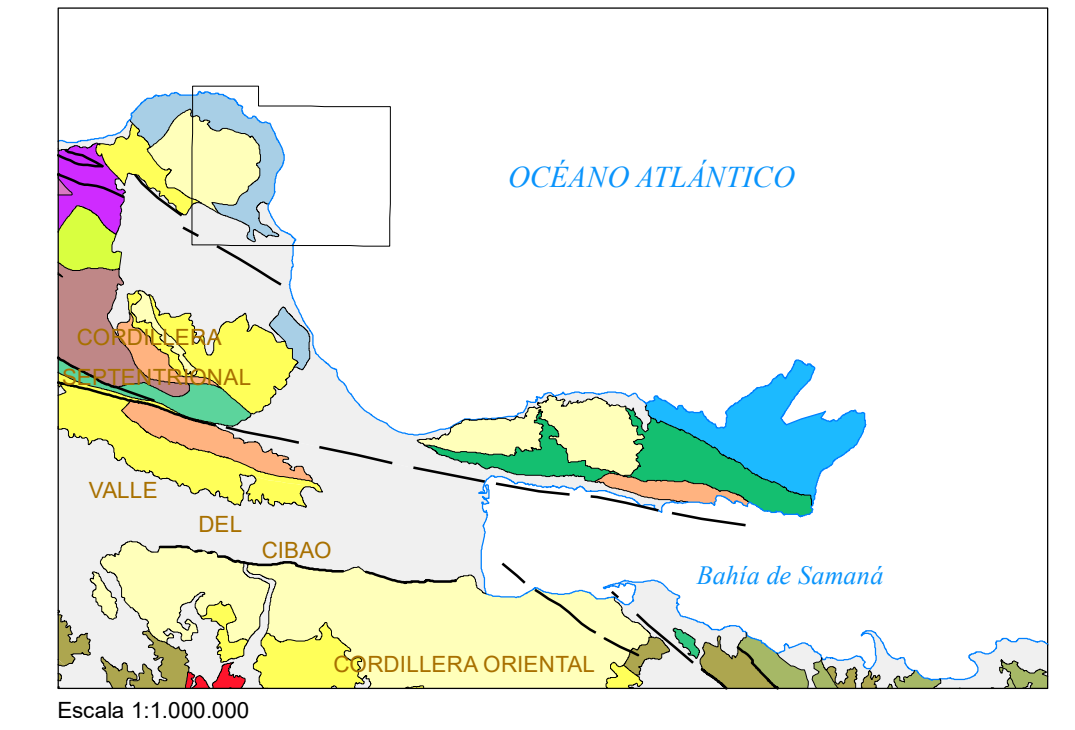 OCÉANO ATLÁNTICO
CORDILLERA
SEPTENTRIONAL
VALLE
DEL
CIBAO
Bahía de Samaná
CORDILLERA ORIENTAL
Escala 1:1.000.000